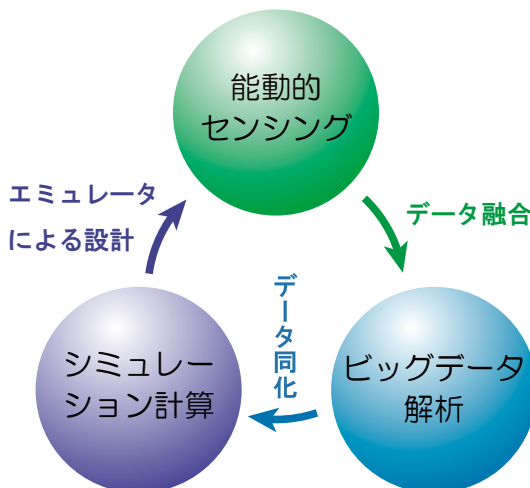 能動的
センシング
エミュレータ
による設計
データ融合
データ同化
シミュレー
ション計算
ビッグデータ
解析